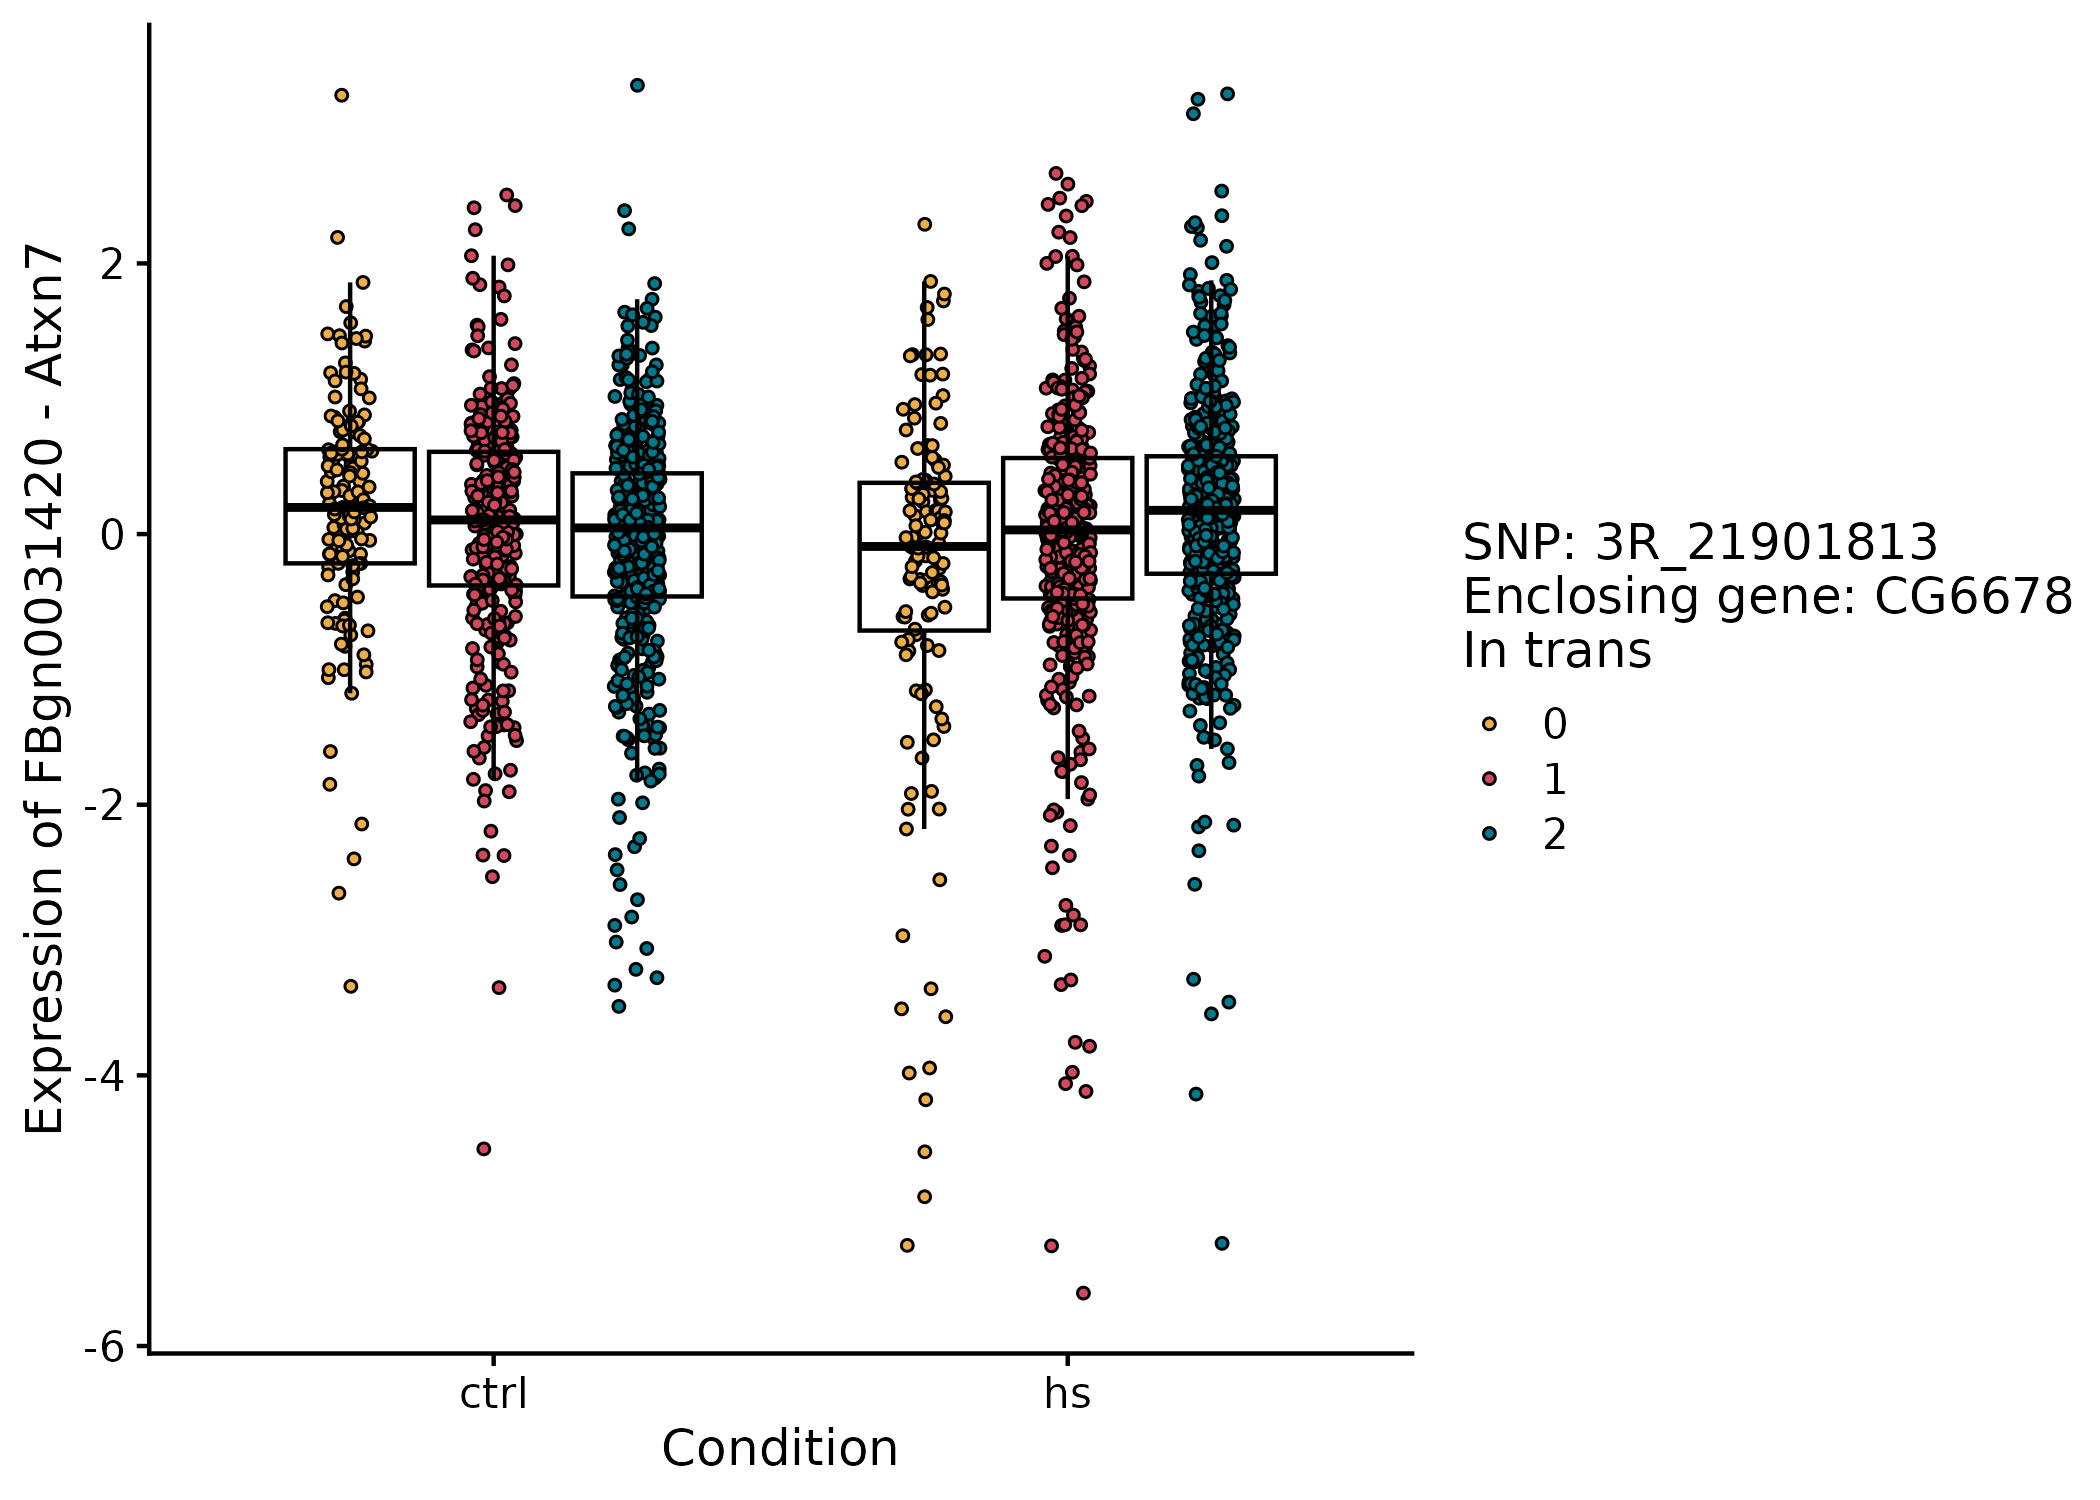 Expression of FBgn0031420 - Atxn7
2
0
-2
-4
-6
ctrl
hs
Condition
SNP: 3R_21901813
Enclosing gene: CG6678
In trans
0
1
2